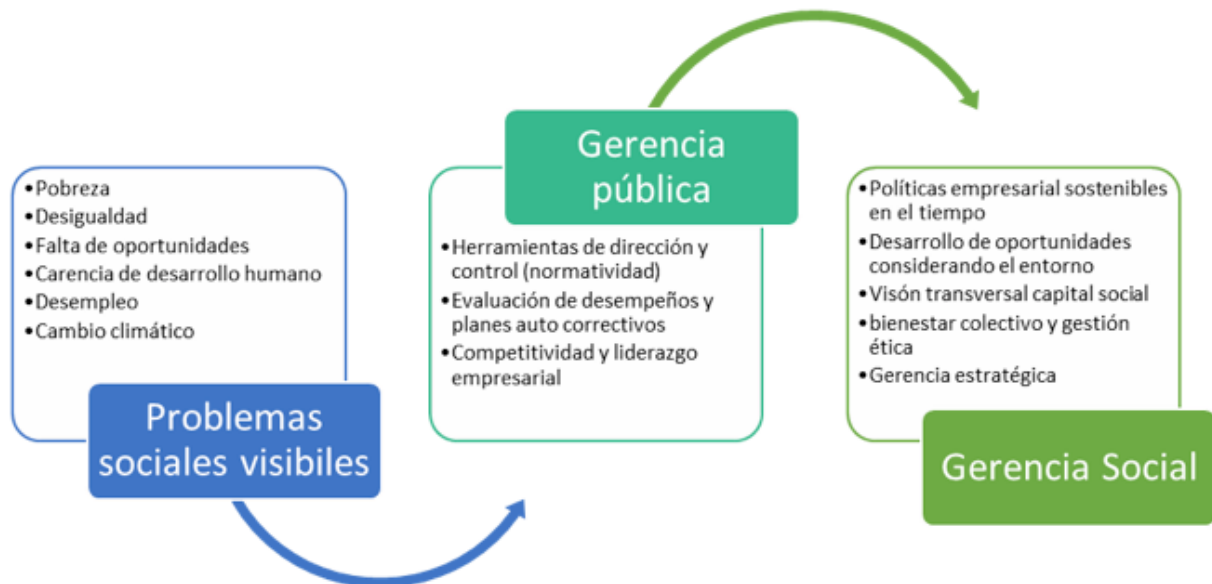 •Pobreza
•Desigualdad
•Falta de oportunidades
•Carencia de desarrollo humano
•Desempleo
•Cambio climático
Problemas
sociales visibiles
Gerencia
pública
•Herramientas de dirección y
control (normatividad)
•Evaluación de desempeños y
planes auto correctivos
•Competitividad y liderazgo
empresarial
•Políticas empresarial sostenibles
en el tiempo
•Desarrollo de oportunidades
considerando el entorno
•Visón transversal capital social
•bienestar colectivo y gestión
ética
•Gerencia estratégica
Gerencia Social